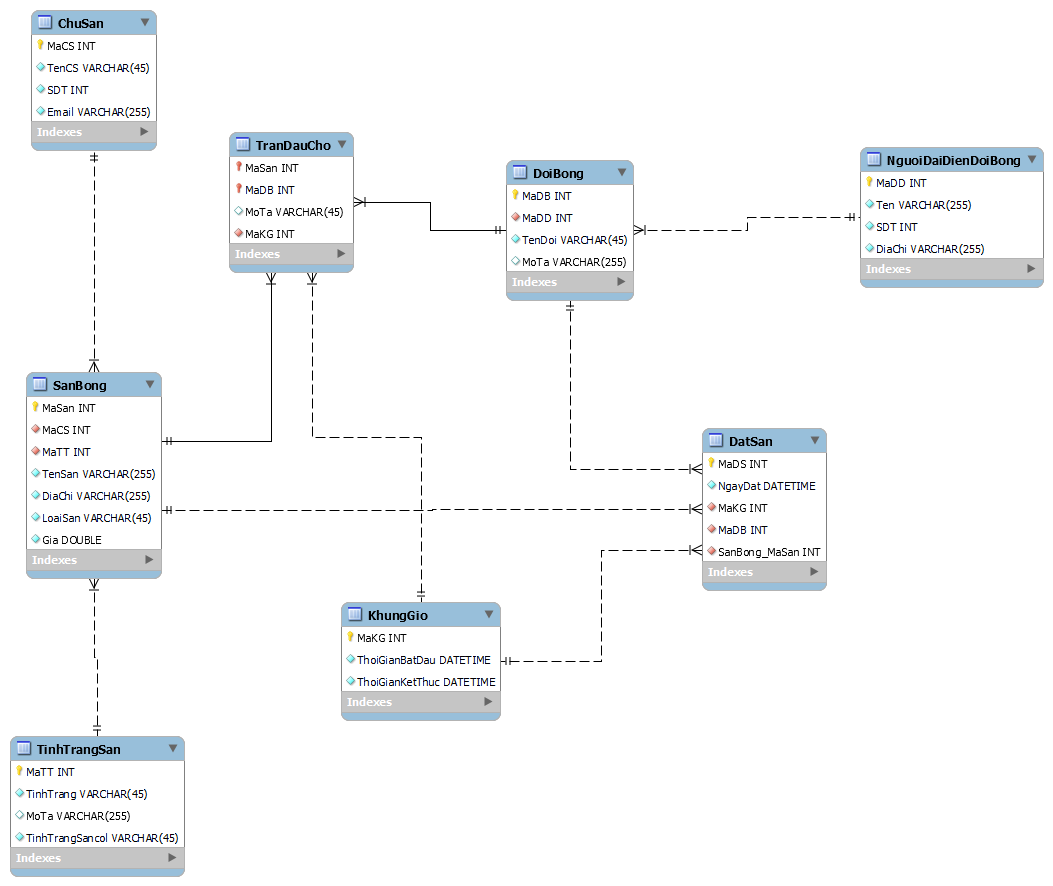 ChuSan
MaCS INT
TenCS VARCHAR(45)
SDT INT
Email VARCHAR(255)
Indexes
TranDauCho
MaSan INT
MaDB INT
MoTa VARCHAR(45)
MaKG INT
Indexes
DoiBong
MaDB INT
MaDD INT
TenDoi VARCHAR(45)
MoTa VARCHAR(255)
Indexes
NguoiDaiDienDoiBong
MaDD INT
Ten VARCHAR(255)
SDT INT
DiaChi VARCHAR(255)
Indexes
SanBong
MaSan INT
MaCS INT
MaTT INT
TenSan VARCHAR(255)
DiaChi VARCHAR(255)
LoaiSan VARCHAR(45)
Gia DOUBLE
Indexes
DatSan
MaDS INT
NgayDat DATETIME
MaKG INT
MaDB INT
SanBong_MaSan INT
Indexes
KhungGio
MaKG INT
ThoiGianBatDau DATETIME
ThoiGianKetThuc DATETIME
Indexes
TinhTrangSan
MaTT INT
TinhTrang VARCHAR(45)
MoTa VARCHAR(255)
TinhTrangSancol VARCHAR(45)
Indexes